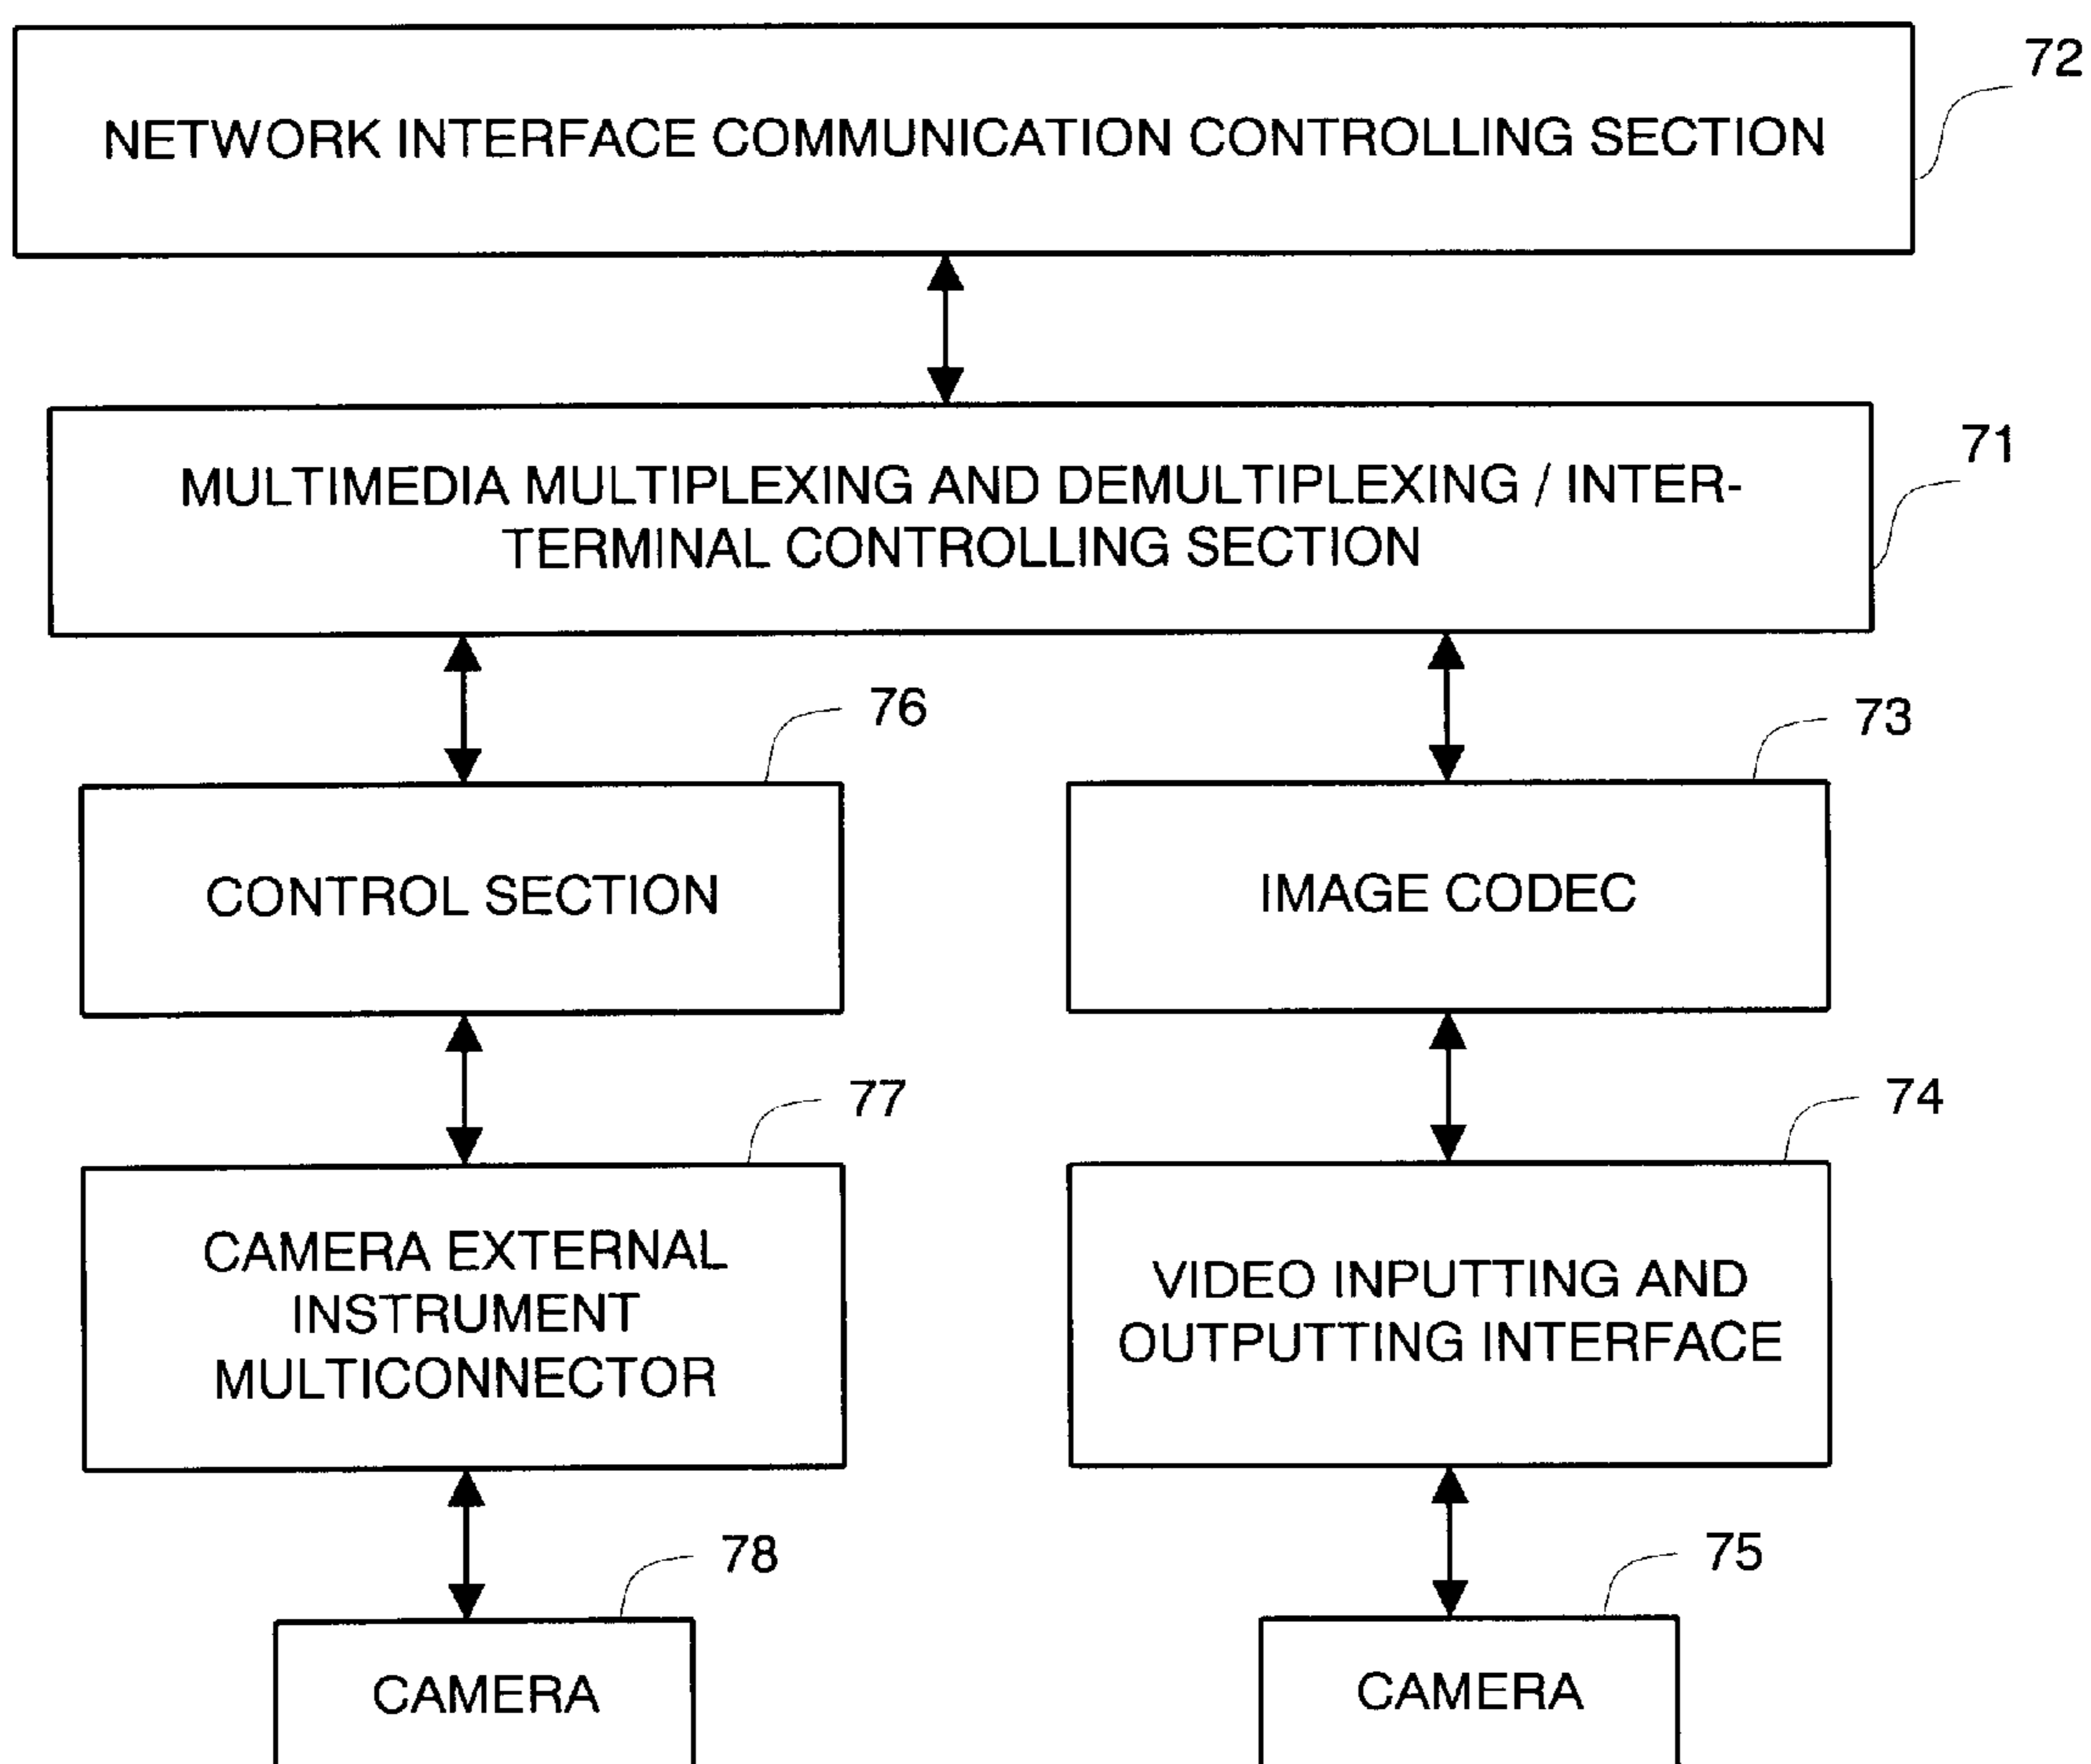 72
NETWORK INTERFACE COMMUNICATION CONTROLLING SECTION
71
MULTIMEDIA MULTIPLEXING AND DEMULTIPLEXING / INTER-
TERMINAL CONTROLLING SECTION
76
73
CONTROL SECTION
IMAGE CODEC
77
74
CAMERA EXTERNAL
INSTRUMENT
MULTICONNECTOR
VIDEO INPUTTING AND
OUTPUTTING INTERFACE
78
75
CAMERA
CAMERA